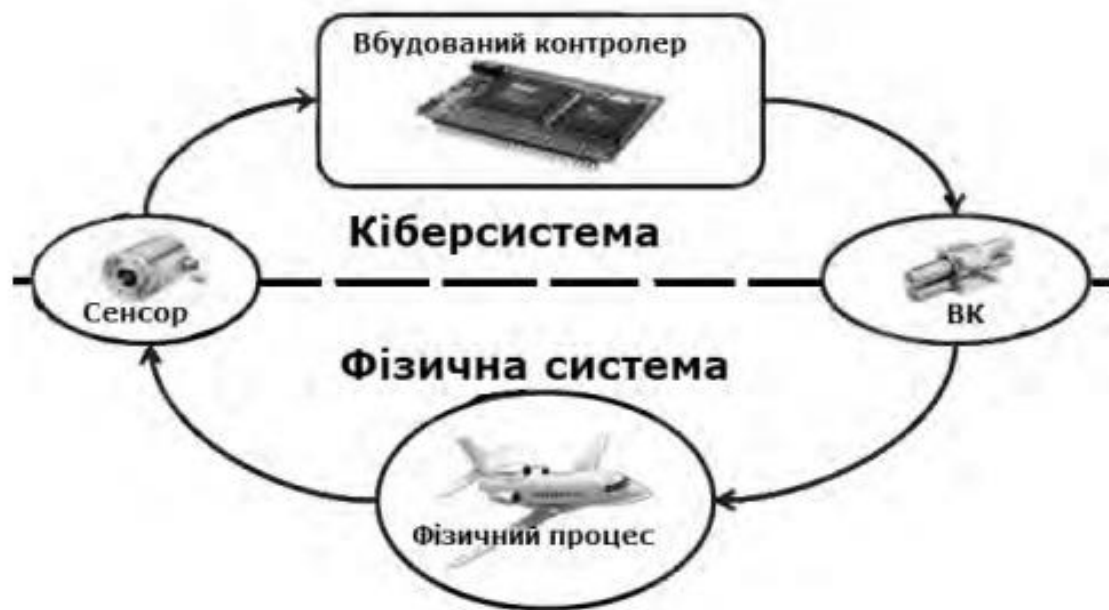 Вбудований контролер
Кіберсистема
Сенсор
ВК
Фізична система
Фізичний процес